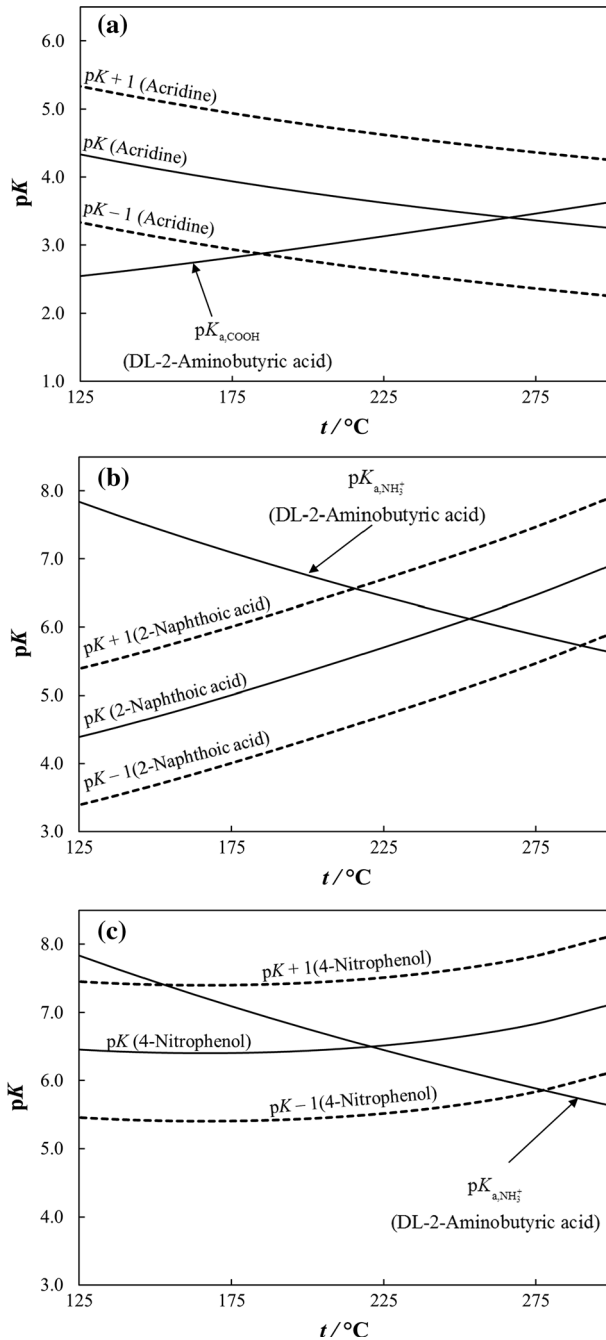 (a)
6.0
5.0
4.0
3.0
2.0
1.0
pK
pK + 1 (Acridine)
pK (Acridine)
pK – 1 (Acridine)
pKa,COOH
(DL-2-Aminobutyric acid)
125
175
225
275
t / °C
(b)
8.0
7.0
6.0
5.0
4.0
3.0
pK
pKa,NH3+
(DL-2-Aminobutyric acid)
pK + 1(2-Naphthoic acid)
pK (2-Naphthoic acid)
pK – 1(2-Naphthoic acid)
125
175
225
275
t / °C
(c)
8.0
7.0
6.0
5.0
4.0
3.0
pK
pK + 1(4-Nitrophenol)
pK (4-Nitrophenol)
pK – 1(4-Nitrophenol)
pKa,NH3+
(DL-2-Aminobutyric acid)
125
175
225
275
t / °C